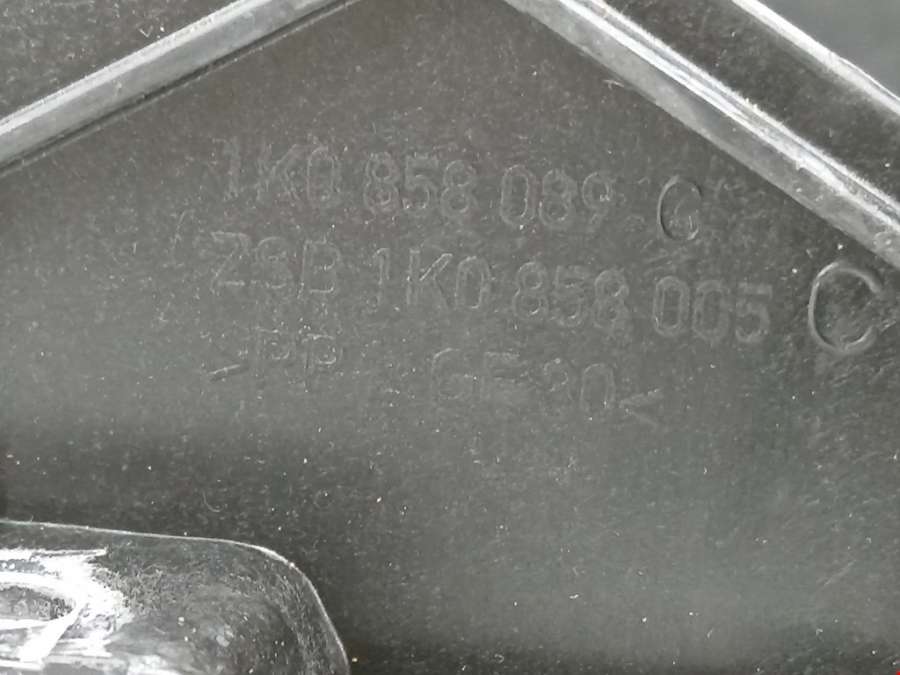 1K0 858 089 G
ZSB 1K0 858 005 C
>PP GF30<